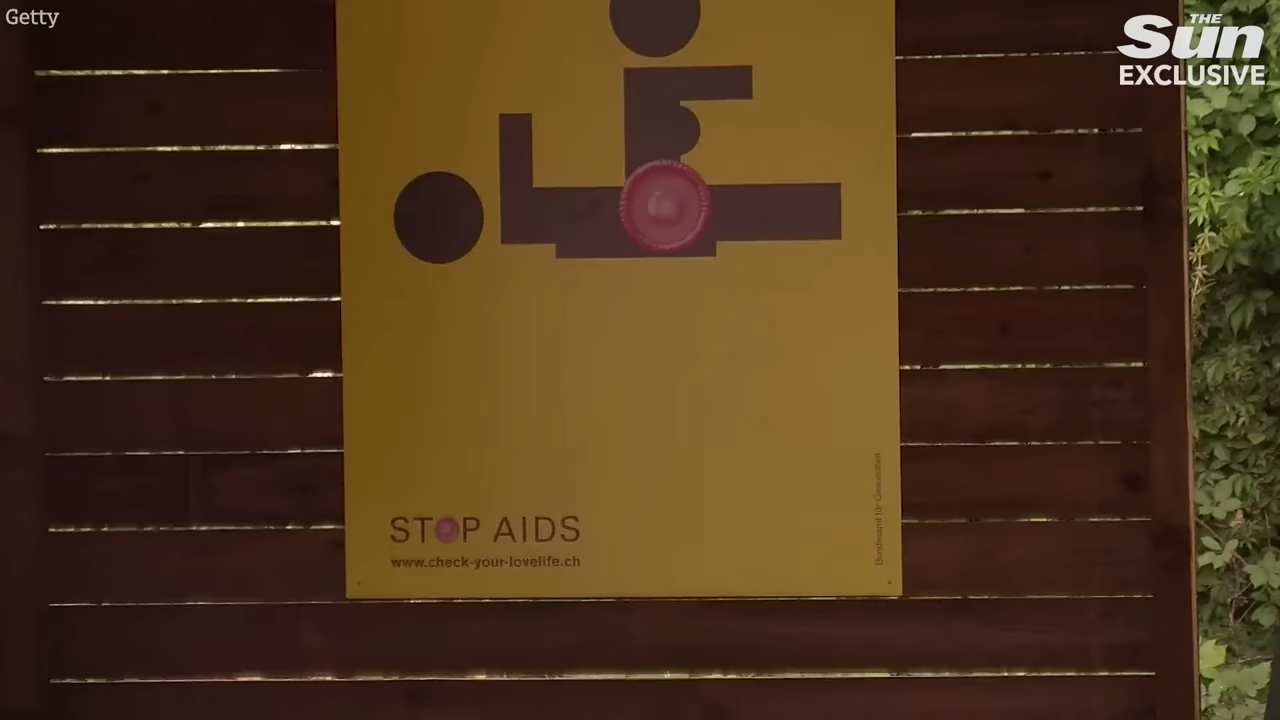 Getty
THE
Sun
EXCLUSIVE
STOP AIDS
www.check-your-lovelife.ch
Bundesamt für Gesundheit